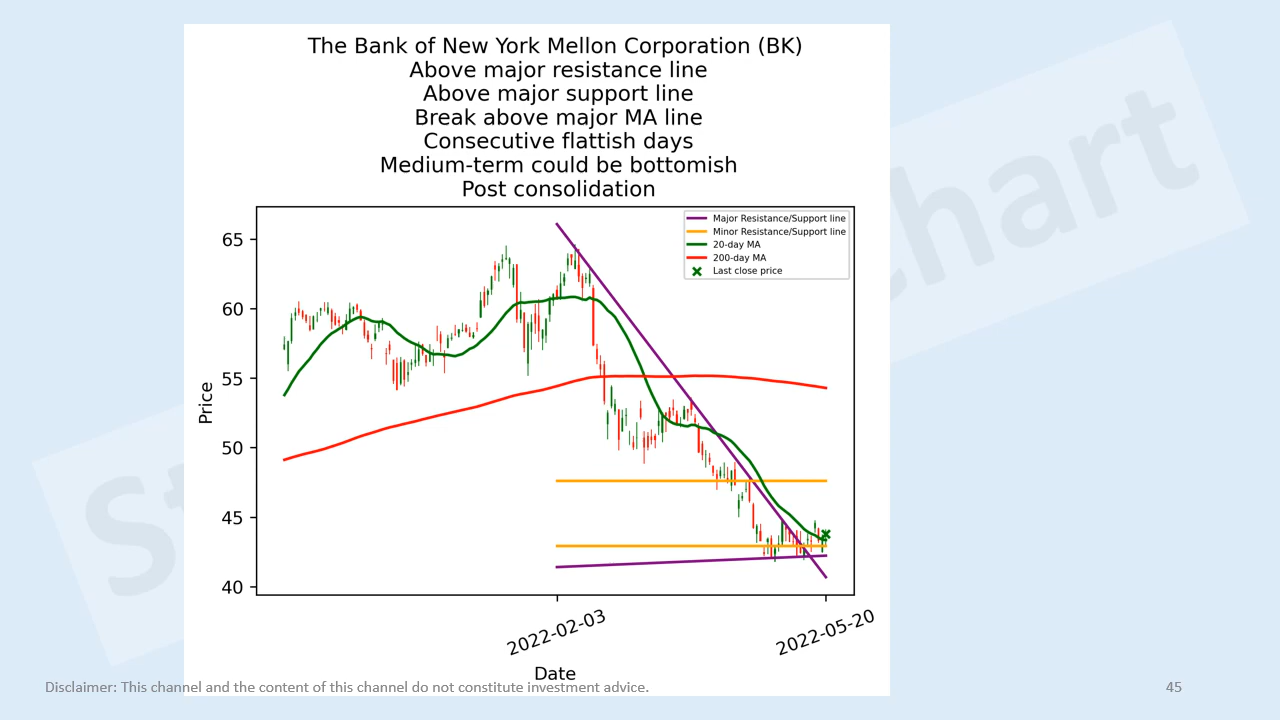 The Bank of New York Mellon Corporation (BK)
Above major resistance line
Above major support line
Break above major MA line
Consecutive flattish days
Medium-term could be bottomish
Post consolidation
Major Resistance/Support line
Minor Resistance/Support line
20-day MA
200-day MA
Last close price
65
60
55
50
45
40
Price
2022-02-03
2022-05-20
Date
Disclaimer: This channel and the content of this channel do not constitute investment advice.
45
St
chart